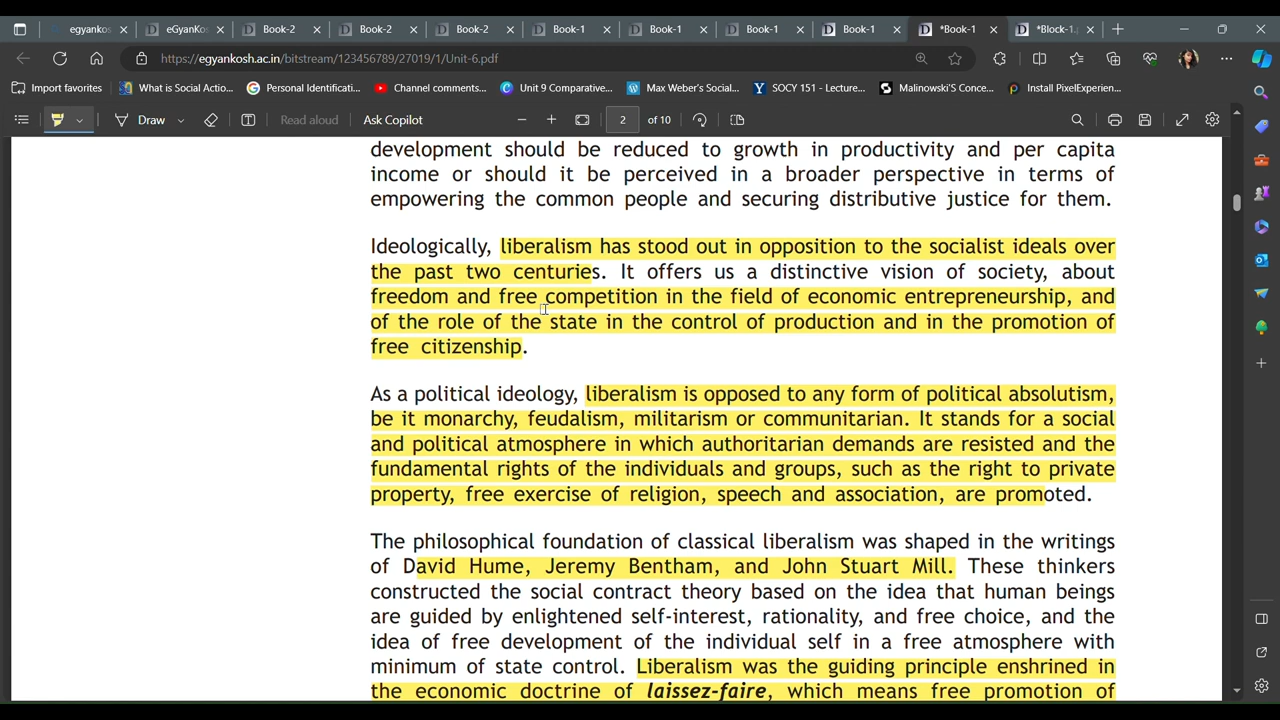 egyankos
eGyanKos
Book-2
Book-2
Book-2
Book-1
Book-1
Book-1
Book-1
*Book-1
*Block-1.p
https://egyankosh.ac.in/bitstream/123456789/27019/1/Unit-6.pdf
Import favorites
What is Social Actio...
Personal Identificati...
Channel comments...
Unit 9 Comparative...
Max Weber's Social...
SOCY 151 - Lecture...
Malinowski'S Conce...
Install PixelExperien...
Draw
Read aloud
Ask Copilot
2 of 10
development should be reduced to growth in productivity and per capita
income or should it be perceived in a broader perspective in terms of
empowering the common people and securing distributive justice for them.
Ideologically, liberalism has stood out in opposition to the socialist ideals over
the past two centuries. It offers us a distinctive vision of society, about
freedom and free competition in the field of economic entrepreneurship, and
of the role of the state in the control of production and in the promotion of
free citizenship.
As a political ideology, liberalism is opposed to any form of political absolutism,
be it monarchy, feudalism, militarism or communitarian. It stands for a social
and political atmosphere in which authoritarian demands are resisted and the
fundamental rights of the individuals and groups, such as the right to private
property, free exercise of religion, speech and association, are promoted.
The philosophical foundation of classical liberalism was shaped in the writings
of David Hume, Jeremy Bentham, and John Stuart Mill. These thinkers
constructed the social contract theory based on the idea that human beings
are guided by enlightened self-interest, rationality, and free choice, and the
idea of free development of the individual self in a free atmosphere with
minimum of state control. Liberalism was the guiding principle enshrined in
the economic doctrine of laissez-faire, which means free promotion of